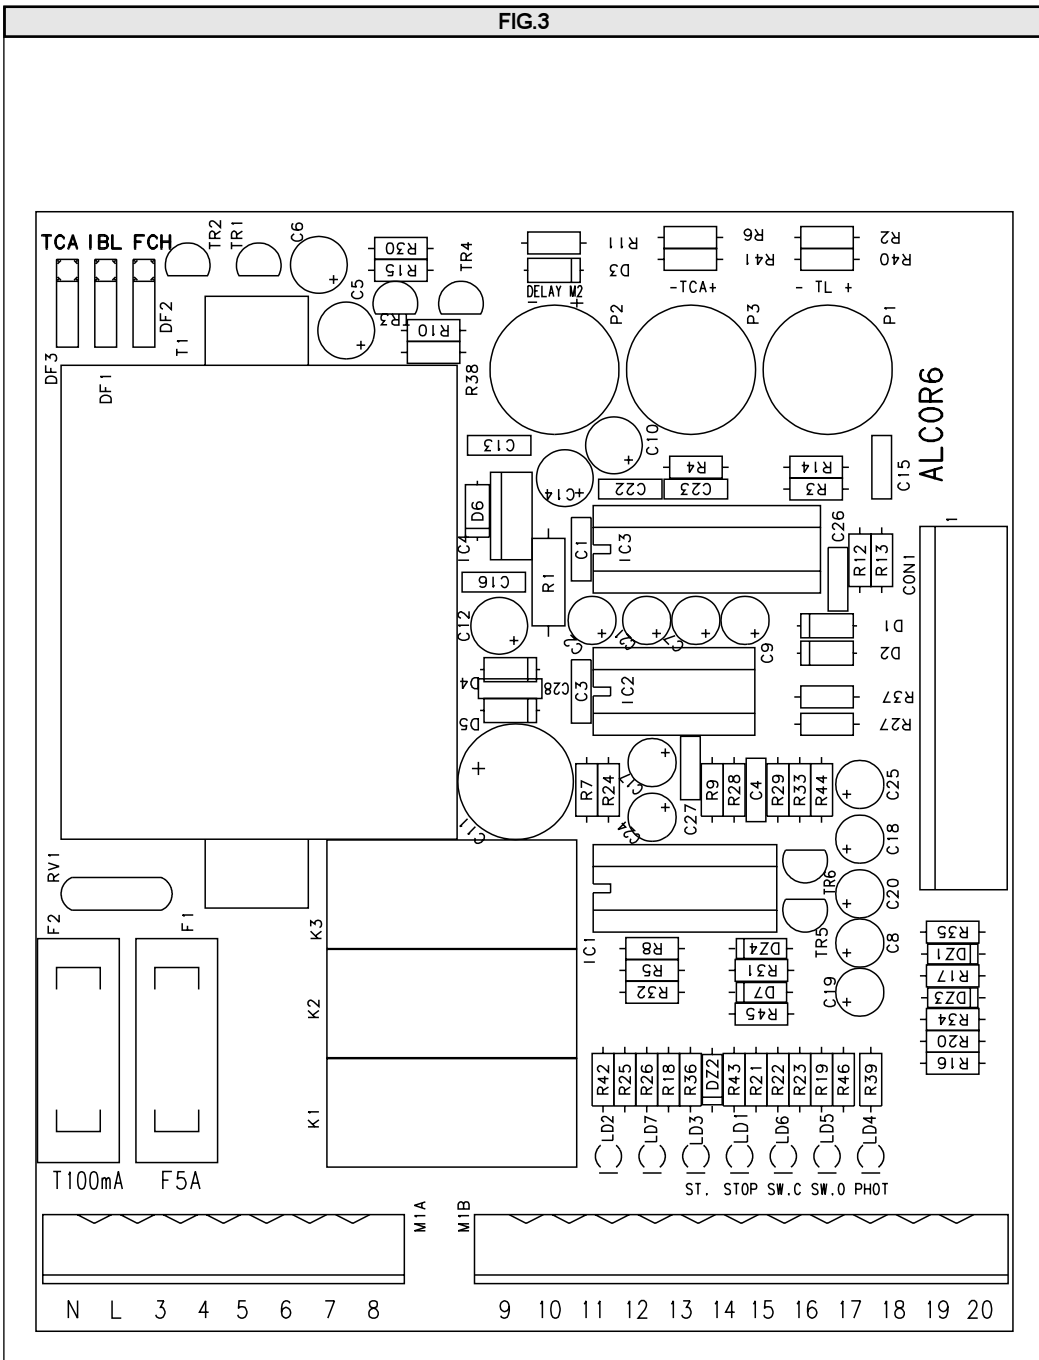 FIG.3
TCA IBL FCH
TR2
TR1
C6
R30
R15
TR4
R11
D3
DELAY M2
- +
R6
R41
-TCA+
R2
R40
- TL +
C5
TR3
R10
R38
DF3
DF1
DF2
T1
P2
P3
P1
ALCOR6
C13
C10
C14
R4
C22
C23
R14
R3
C15
D6
IC4
R1
C1
IC3
C26
R12
R13
CON1
1
C16
C12
C2
C21
C7
C9
D1
D2
D4
C28
D5
C3
IC2
R37
R27
C11
R7
R24
C17
C24
C27
R9
R28
C4
R29
R33
R44
C25
C18
RV1
F2
F1
K3
IC1
TR6
TR5
C20
C8
C19
R8
R5
R32
DZ4
R31
D7
R45
R35
DZ1
R17
DZ3
R34
R20
R16
K2
K1
R42
R25
R26
R18
R36
DZ2
R43
R21
R22
R23
R19
R46
R39
LD2
LD7
LD3
LD1
LD6
LD5
LD4
ST. STOP SW.C SW.O PHOT
T100mA F5A
M1A
M1B
N L 3 4 5 6 7 8 9 10 11 12 13 14 15 16 17 18 19 20